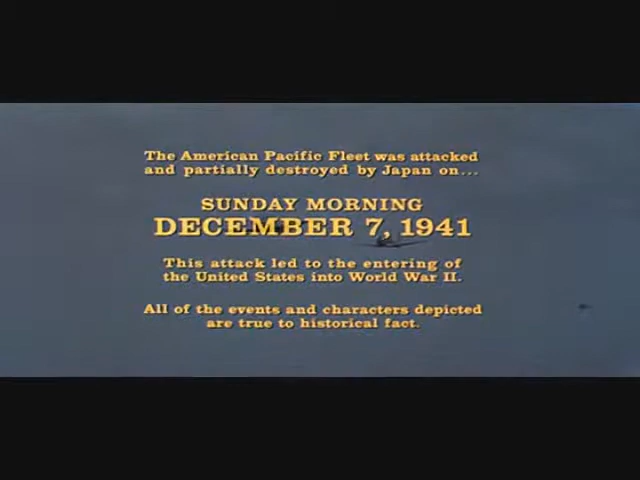 The American Pacific Fleet was attacked
and partially destroyed by Japan on...
SUNDAY MORNING
DECEMBER 7, 1941
This attack led to the entering of
the United States into World War II.
All of the events and characters depicted
are true to historical fact.